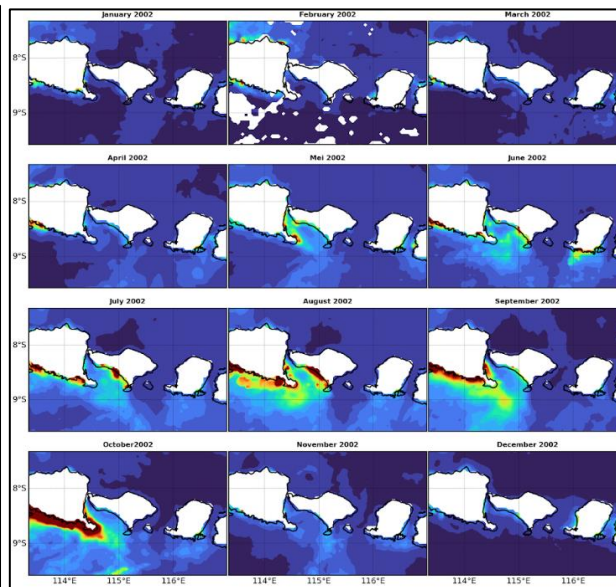 January 2002 February 2002 March 2002
8°S
9°S
April 2002 Mei 2002 June 2002
8°S
9°S
July 2002 August 2002 September 2002
8°S
9°S
October2002 November 2002 December 2002
8°S
9°S
114°E 115°E 116°E 114°E 115°E 116°E 114°E 115°E 116°E